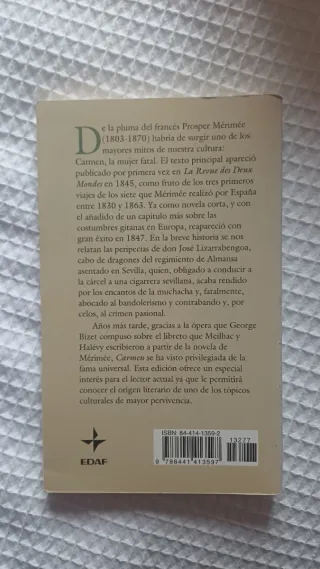 De la pluma del francés Prosper Mérimée
(1803-1870) habría de surgir uno de los
mayores mitos de nuestra cultura:
Carmen, la mujer fatal. El texto principal apareció
publicado por primera vez en La Revue des Deux
Mondes en 1845, como fruto de los tres primeros
viajes de los siete que Mérimée realizó por España
entre 1830 y 1863. Ya como novela corta, y con
el añadido de un capítulo más sobre las
costumbres gitanas en Europa, reapareció con
gran éxito en 1847. En la breve historia se nos
relatan las peripecias de don José Lizarrabengoa,
cabo de dragones del regimiento de Almansa
asentado en Sevilla, quien, obligado a conducir a
la cárcel a una cigarrera sevillana, acaba rendido
por los encantos de la muchacha y, fatalmente,
abocado al bandolerismo y contrabando y, por
celos, al crimen pasional.
Años más tarde, gracias a la ópera que George
Bizet compuso sobre el libreto que Meilhac y
Halévy escribieron a partir de la novela de
Mérimée, Carmen se ha visto privilegiada de la
fama universal. Esta edición ofrece un especial
interés para el lector actual ya que le permitirá
conocer el origen literario de uno de los tópicos
culturales de mayor pervivencia.
EDAF
ISBN: 84-414-1359-2
13277
9 788441 413597